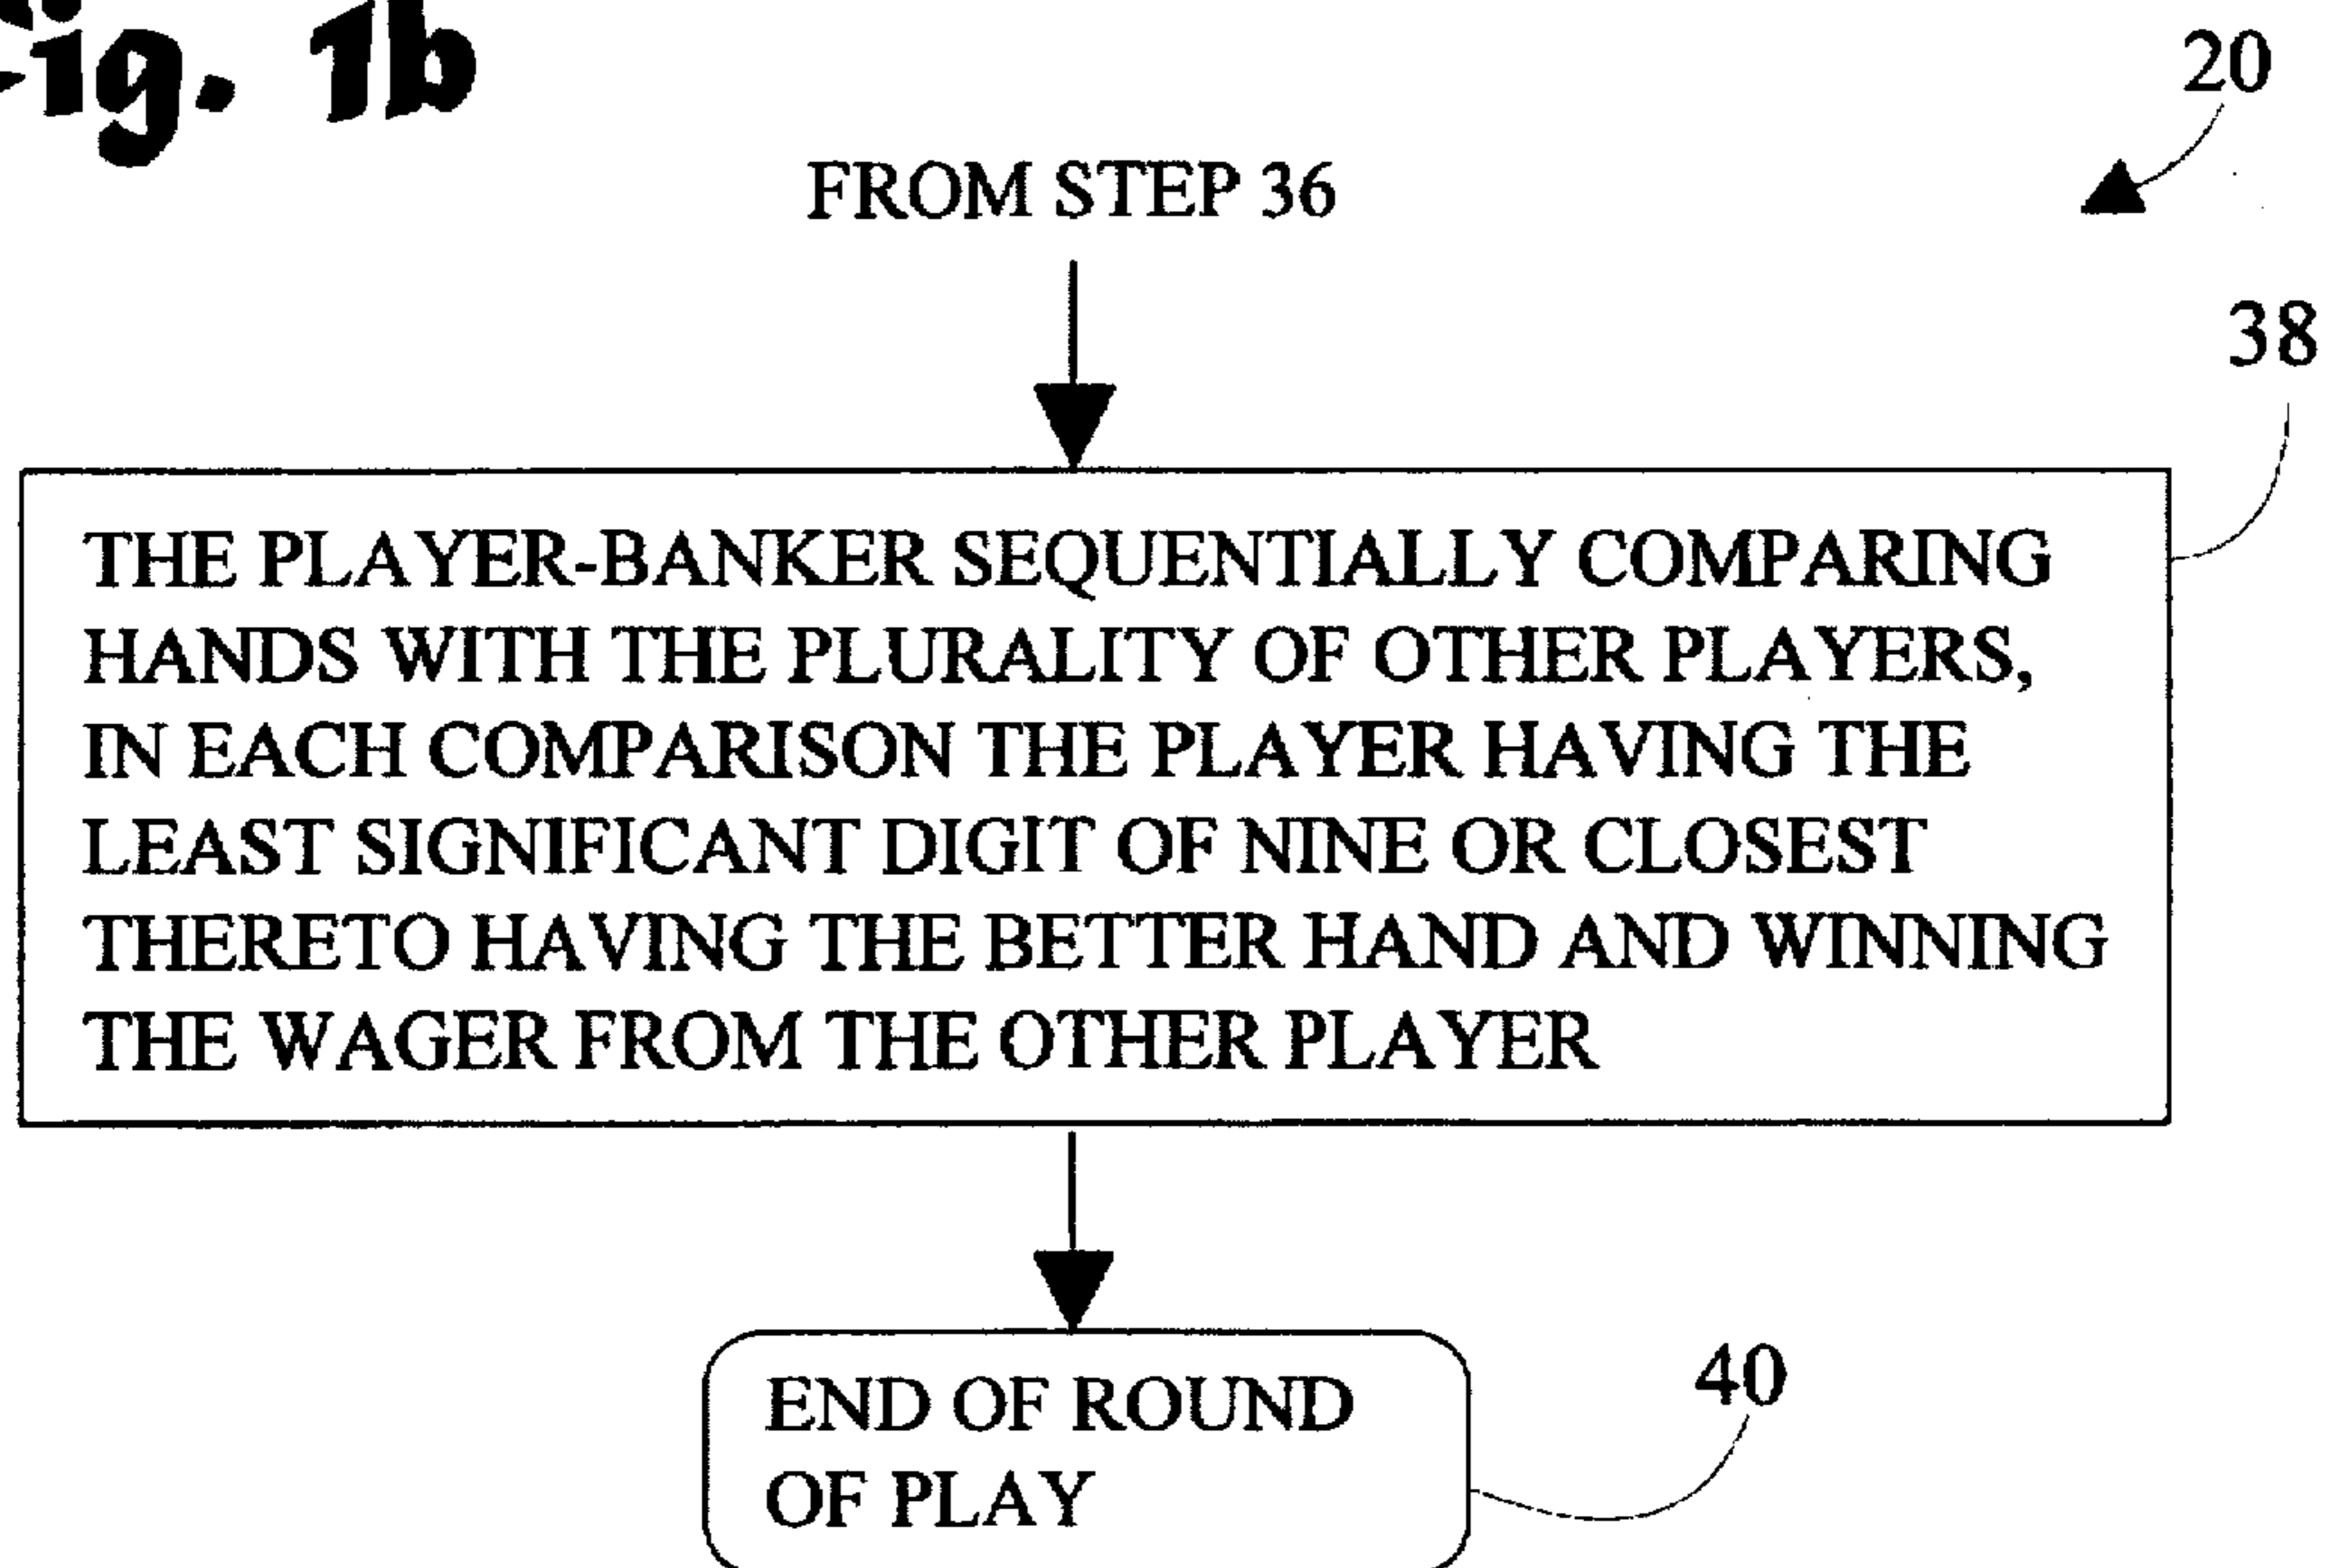 Fig. 1b
20
FROM STEP 36
38
THE PLAYER-BANKER SEQUENTIALLY COMPARING
HANDS WITH THE PLURALITY OF OTHER PLAYERS,
IN EACH COMPARISON THE PLAYER HAVING THE
LEAST SIGNIFICANT DIGIT OF NINE OR CLOSEST
THERETO HAVING THE BETTER HAND AND WINNING
THE WAGER FROM THE OTHER PLAYER
40
END OF ROUND
OF PLAY